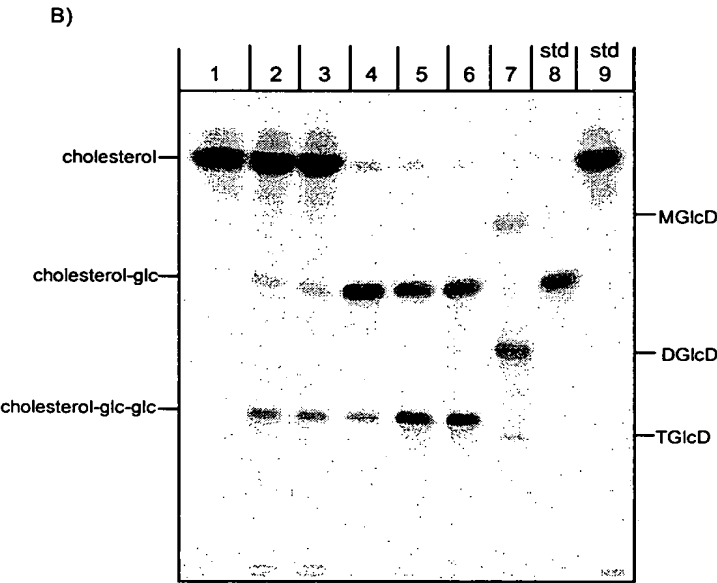 B)
std std
1 2 3 4 5 6 7 8 9
cholesterol
MGlcD
cholesterol-glc
DGlcD
cholesterol-glc-glc
TGlcD